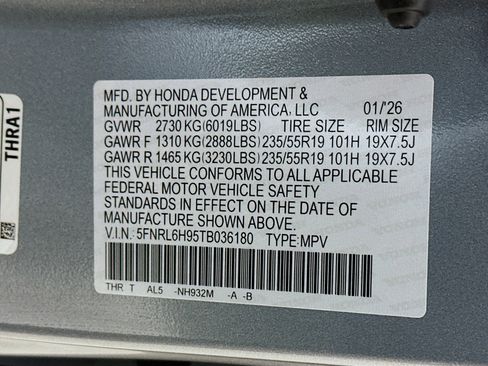 THRA1
MFD. BY HONDA DEVELOPMENT &
MANUFACTURING OF AMERICA, LLC 01/'26
GVWR 2730 KG(6019LBS) TIRE SIZE RIM SIZE
GAWR F 1310 KG(2888LBS) 235/55R19 101H 19X7.5J
GAWR R 1465 KG(3230LBS) 235/55R19 101H 19X7.5J
THIS VEHICLE CONFORMS TO ALL APPLICABLE
FEDERAL MOTOR VEHICLE SAFETY
STANDARDS IN EFFECT ON THE DATE OF
MANUFACTURE SHOWN ABOVE.
V.I.N.: 5FNRL6H95TB036180 TYPE:MPV
THR T AL5 -NH932M -A -B